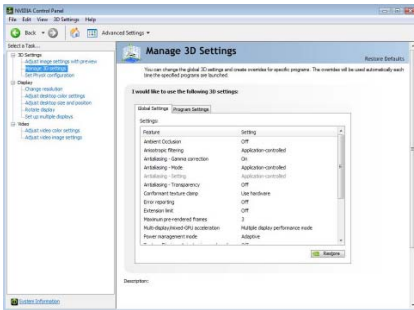 NVIDIA Control Panel
File Edit View 3D Settings Help
Back
Advanced Settings
Select a Task...
3D Settings
Adjust image settings with preview
Manage 3D settings
Set PhysX configuration
Display
Change resolution
Adjust desktop color settings
Adjust desktop size and position
Rotate display
Set up multiple displays
Video
Adjust video color settings
Adjust video image settings
System Information
Manage 3D Settings
Restore Defaults
You can change the global 3D settings and create overrides for specific programs. The overrides will be used automatically each
time the specified programs are launched.
I would like to use the following 3D settings:
Global Settings Program Settings
Settings:
Feature Setting
Ambient Occlusion Off
Anisotropic filtering Application-controlled
Antialiasing - Gamma correction On
Antialiasing - Mode Application-controlled
Antialiasing - Setting Application-controlled
Antialiasing - Transparency Off
Conformant texture clamp Use hardware
Error reporting Off
Extension limit Off
Maximum pre-rendered frames 3
Multi-display/mixed-GPU acceleration Multiple display performance mode
Power management mode Adaptive
Restore
Description: